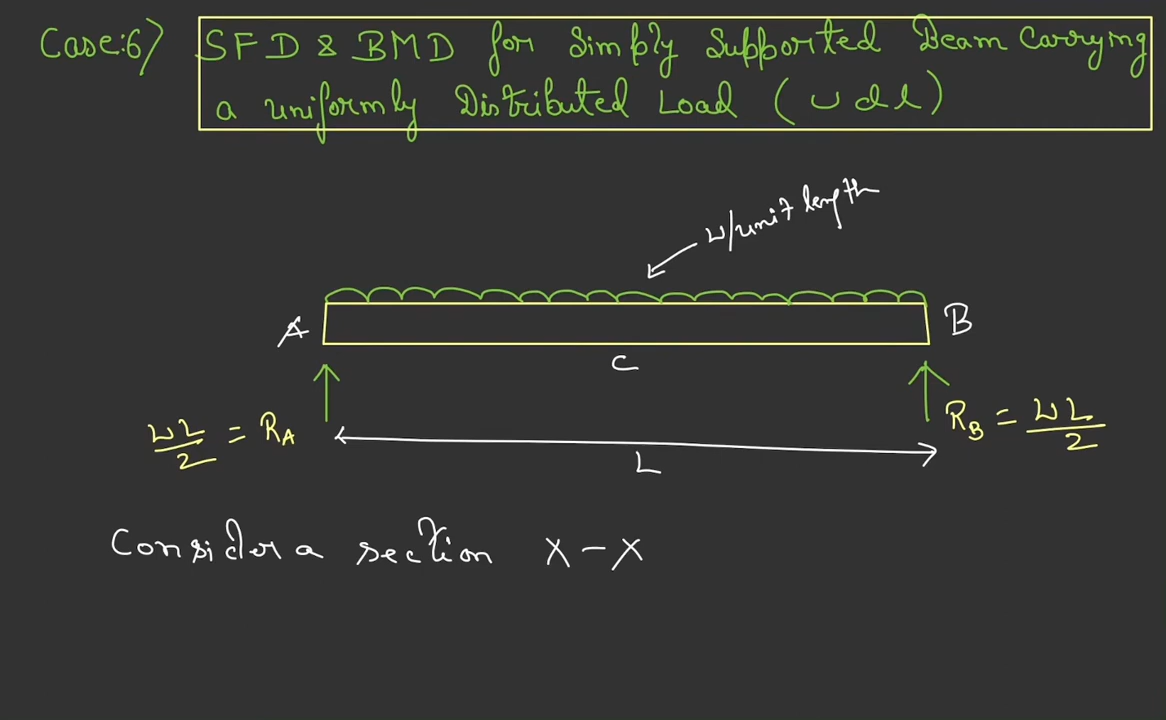 Case:6) SFD & BMD for Simply Supported Beam Carrying
a uniformly Distributed Load (udl)
w/unit length
A
B
C
wL/2 = RA
RB = wL/2
L
Consider a section X-X